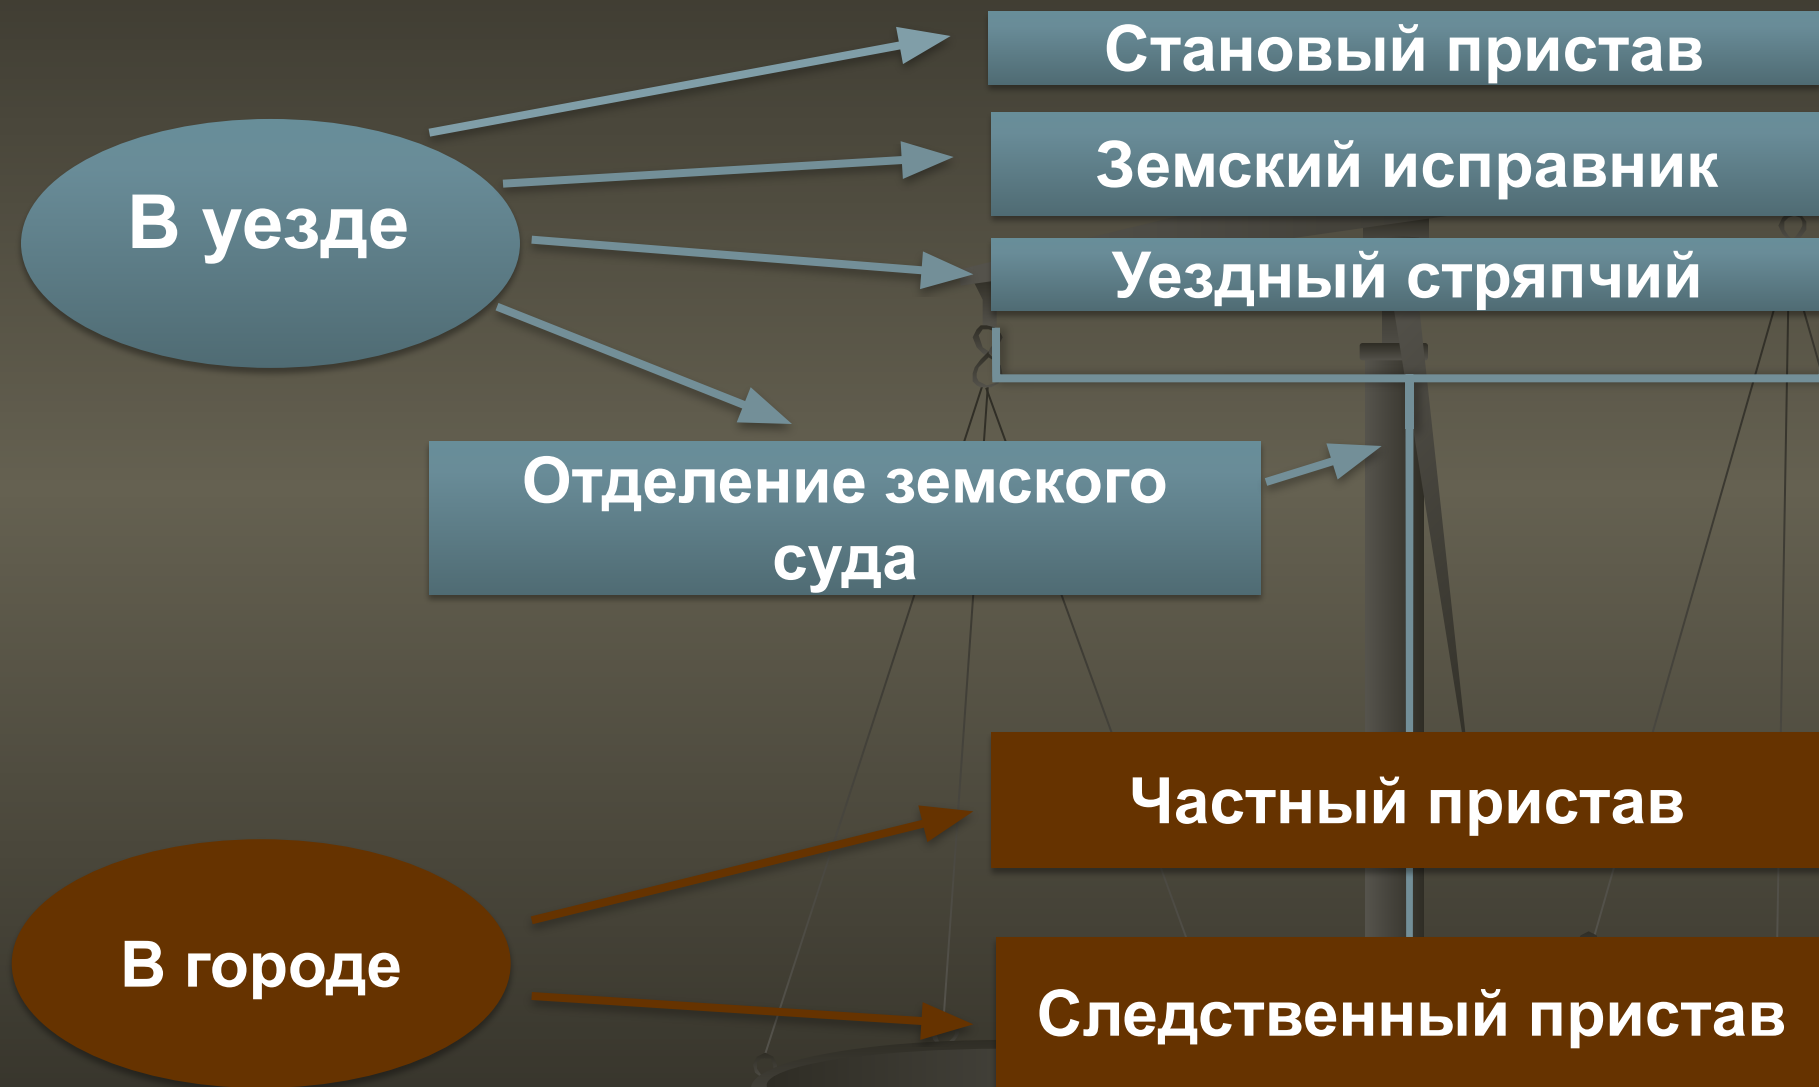 Становый пристав
Земский исправник
В уезде
Уездный стряпчий
Отделение земского
суда
Частный пристав
В городе
Следственный пристав